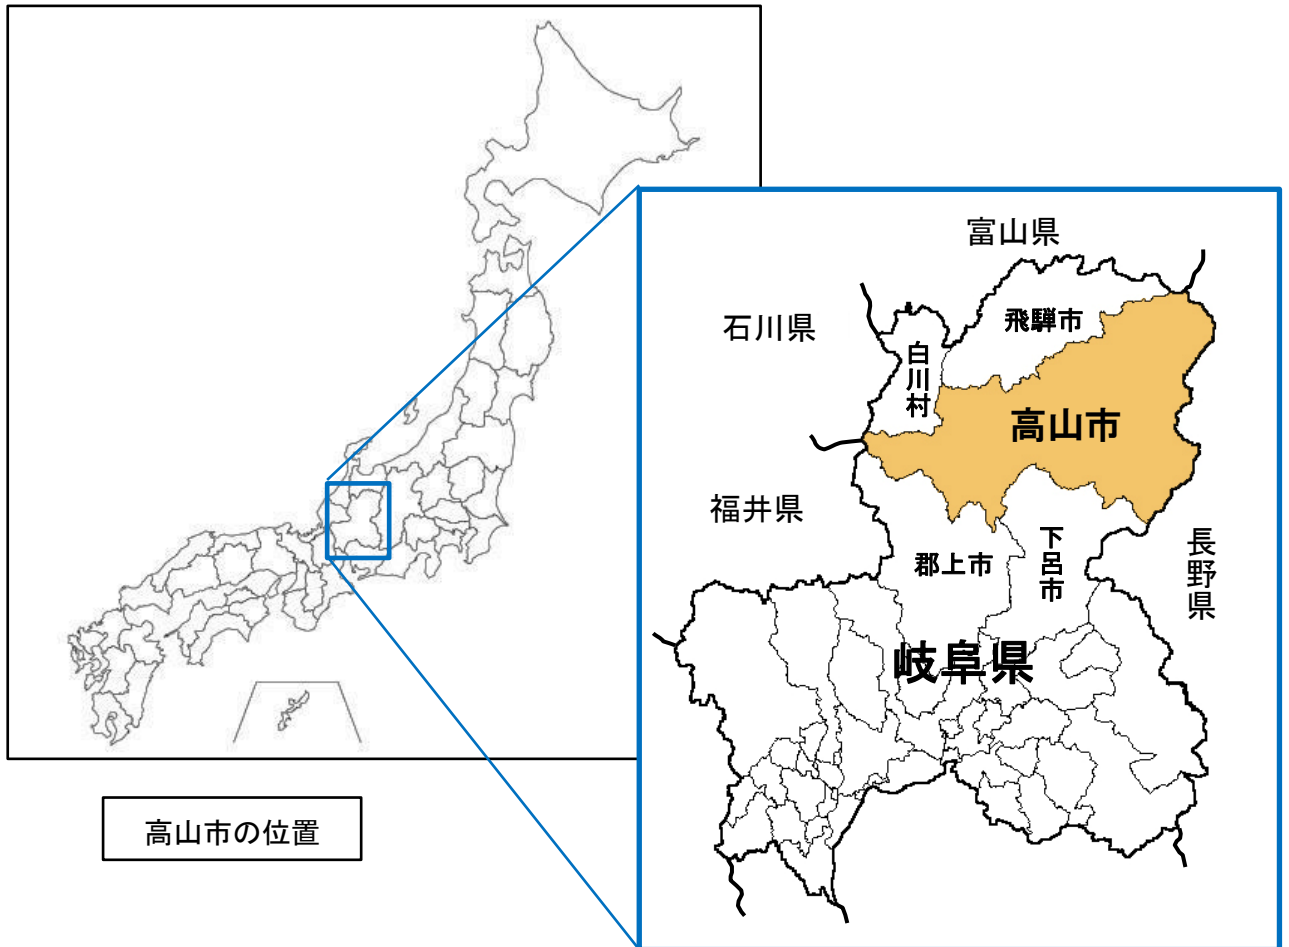 富山県
石川県
飛騨市
白川村
高山市
福井県
郡上市
下呂市
長野県
岐阜県
高山市の位置